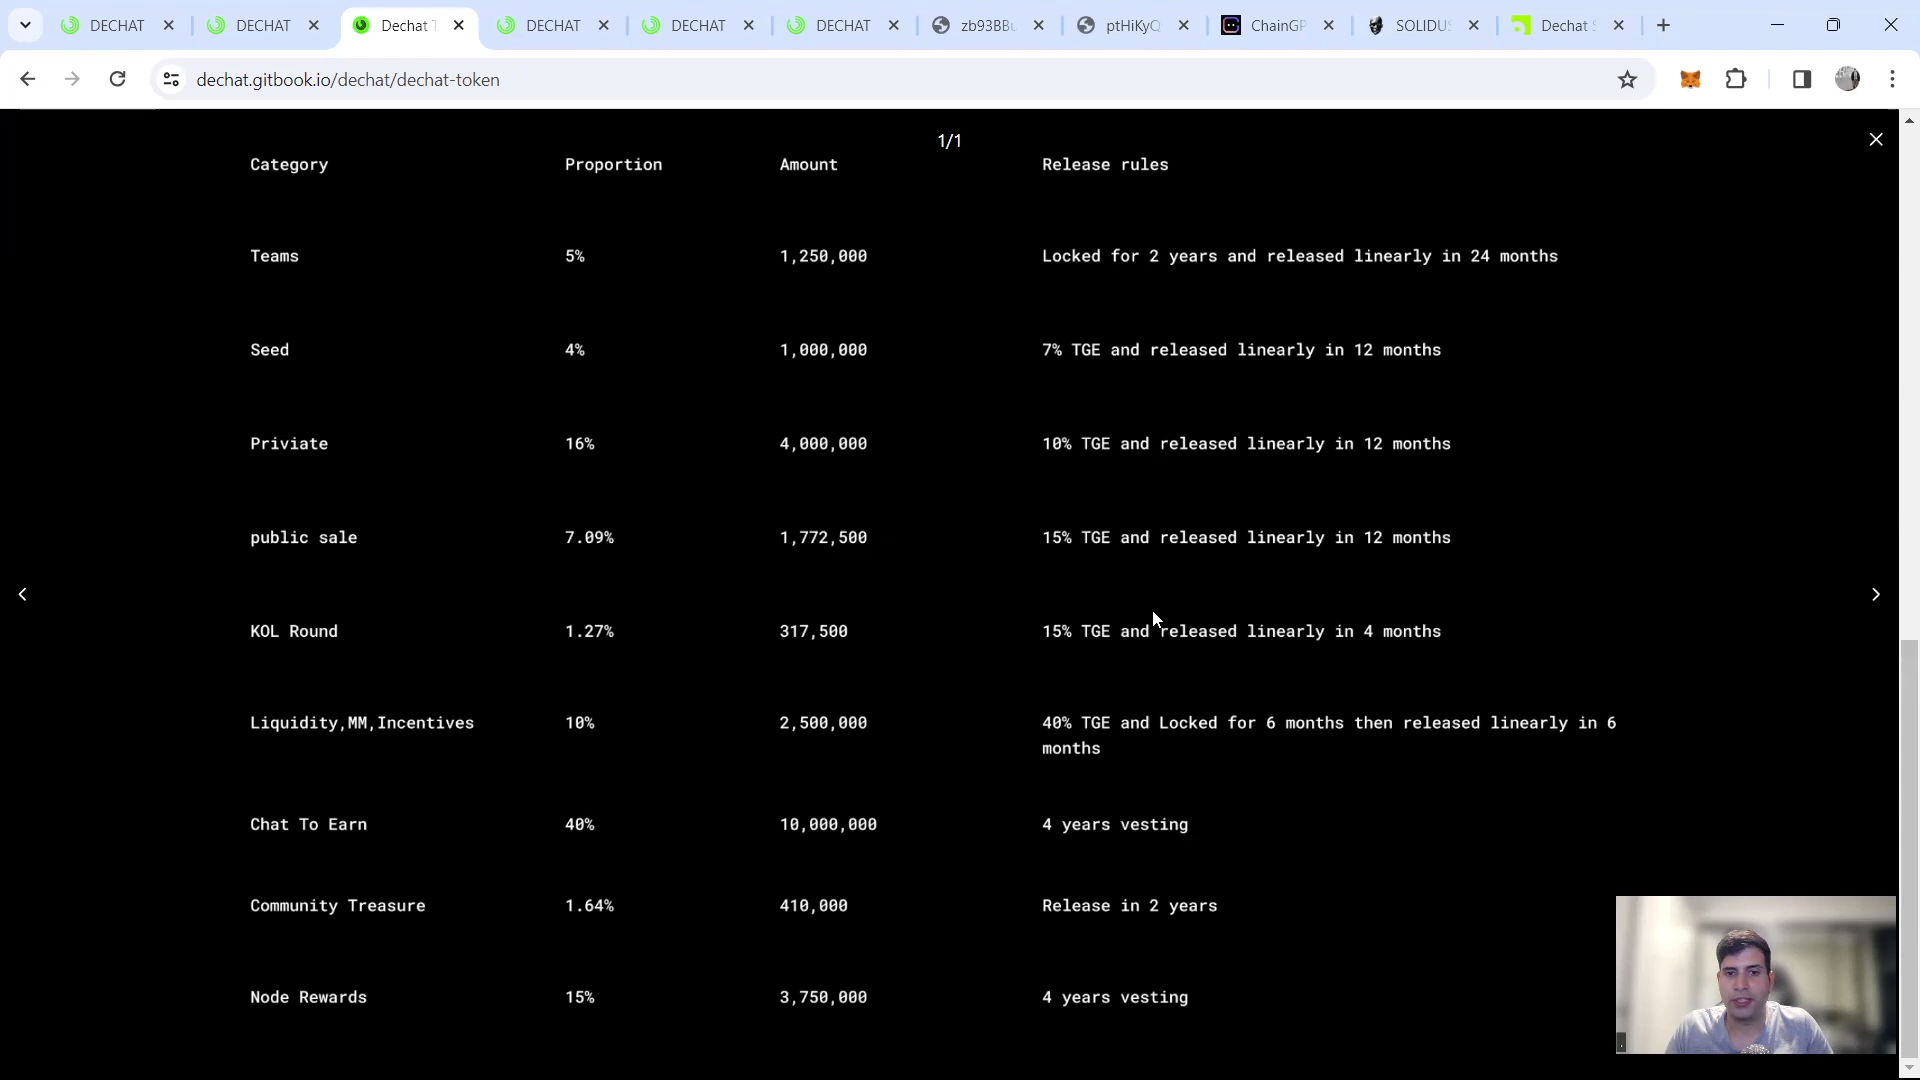 DECHAT
DECHAT
Dechat T
DECHAT
DECHAT
DECHAT
zb93BBu
ptHiKyQ
ChainGP
SOLIDUS
Dechat S
dechat.gitbook.io/dechat/dechat-token
1/1
Category Proportion Amount Release rules
Teams 5% 1,250,000 Locked for 2 years and released linearly in 24 months
Seed 4% 1,000,000 7% TGE and released linearly in 12 months
Priviate 16% 4,000,000 10% TGE and released linearly in 12 months
public sale 7.09% 1,772,500 15% TGE and released linearly in 12 months
KOL Round 1.27% 317,500 15% TGE and released linearly in 4 months
Liquidity,MM,Incentives 10% 2,500,000 40% TGE and Locked for 6 months then released linearly in 6
months
Chat To Earn 40% 10,000,000 4 years vesting
Community Treasure 1.64% 410,000 Release in 2 years
Node Rewards 15% 3,750,000 4 years vesting